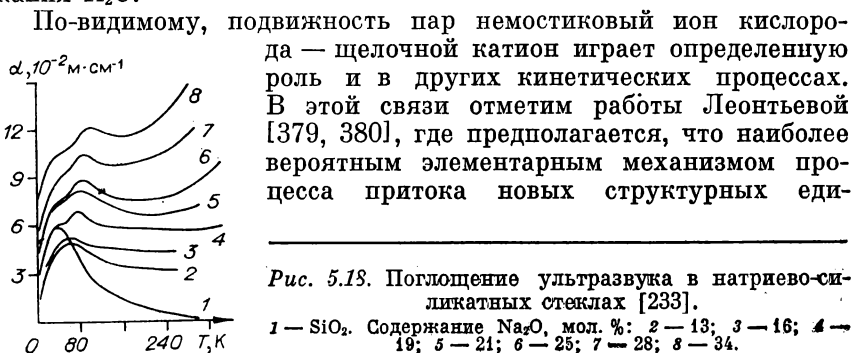 По-видимому, подвижность пар немостиковый ион кислоро-
да — щелочной катион играет определенную
роль и в других кинетических процессах.
В этой связи отметим работы Леонтьевой
[379, 380], где предполагается, что наиболее
вероятным элементарным механизмом про-
цесса притока новых структурных еди-
α,10⁻²м·см⁻¹
12
9
6
3
0 80 240 T,K
8
7
6
5
4
3
2
1
Рис. 5.18. Поглощение ультразвука в натриево-си-
ликатных стеклах [233].
1 — SiO₂. Содержание Na₂O, мол. %: 2 — 13; 3 — 16; 4 —
19; 5 — 21; 6 — 25; 7 — 28; 8 — 34.